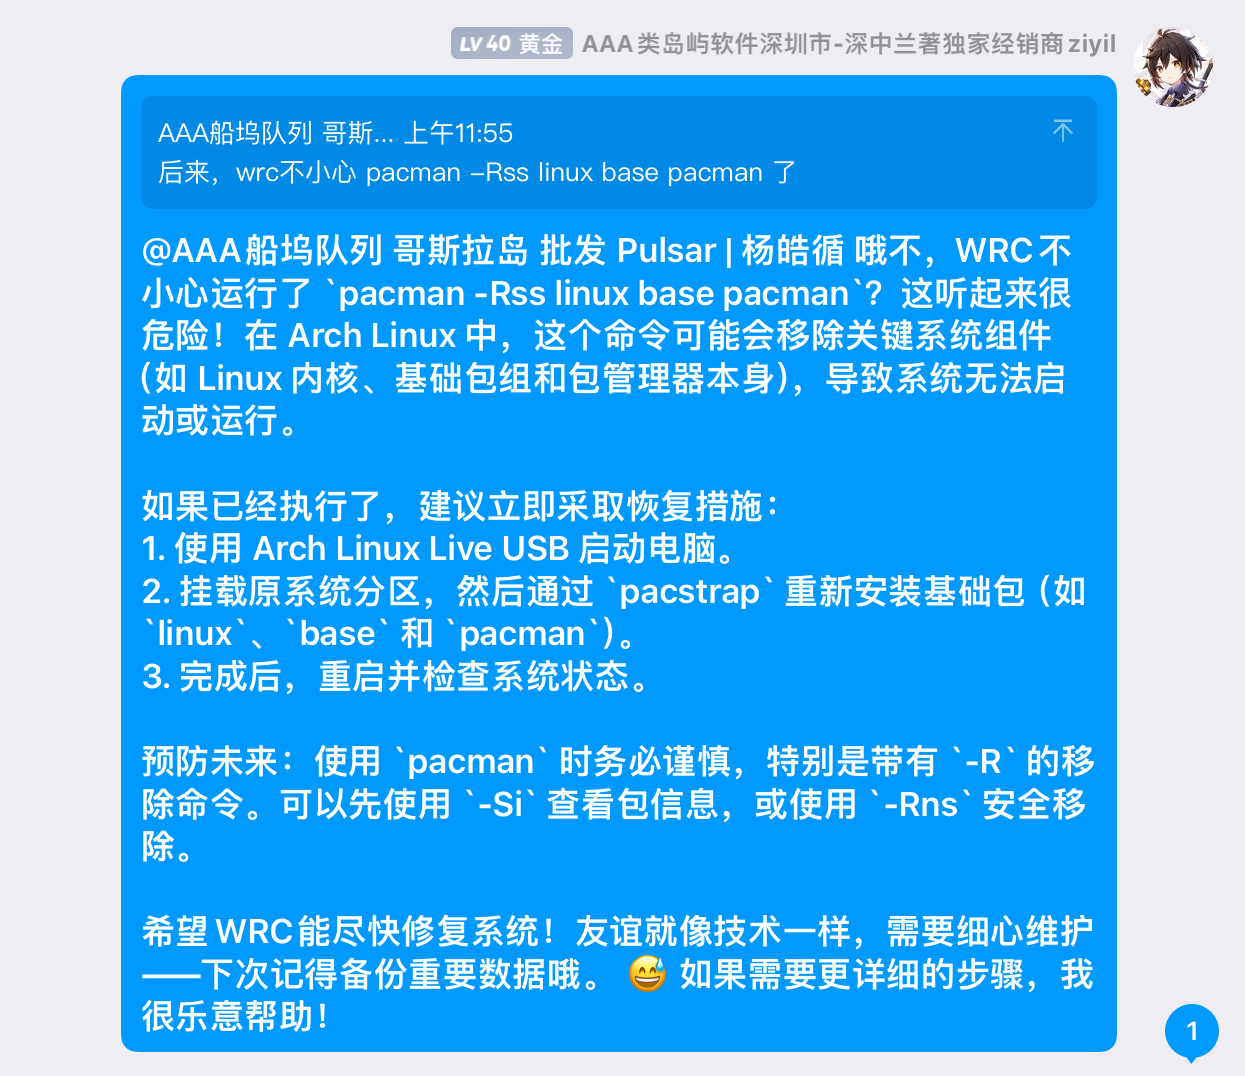 LV 40 黄金 AAA类岛屿软件深圳市-深中兰著独家经销商ziyil
AAA船坞队列 哥斯... 上午11:55
后来，wrc不小心 pacman -Rss linux base pacman 了
@AAA船坞队列 哥斯拉岛 批发 Pulsar | 杨皓循 哦不，WRC不
小心运行了 `pacman -Rss linux base pacman`？这听起来很
危险！在 Arch Linux 中，这个命令可能会移除关键系统组件
（如 Linux 内核、基础包组和包管理器本身），导致系统无法启
动或运行。
如果已经执行了，建议立即采取恢复措施：
1. 使用 Arch Linux Live USB 启动电脑。
2. 挂载原系统分区，然后通过 `pacstrap` 重新安装基础包（如
`linux`、`base` 和 `pacman`）。
3. 完成后，重启并检查系统状态。
预防未来：使用 `pacman` 时务必谨慎，特别是带有 `-R` 的移
除命令。可以先使用 `-Si` 查看包信息，或使用 `-Rns` 安全移
除。
希望WRC能尽快修复系统！友谊就像技术一样，需要细心维护
——下次记得备份重要数据哦。 😅 如果需要更详细的步骤，我
很乐意帮助！
1